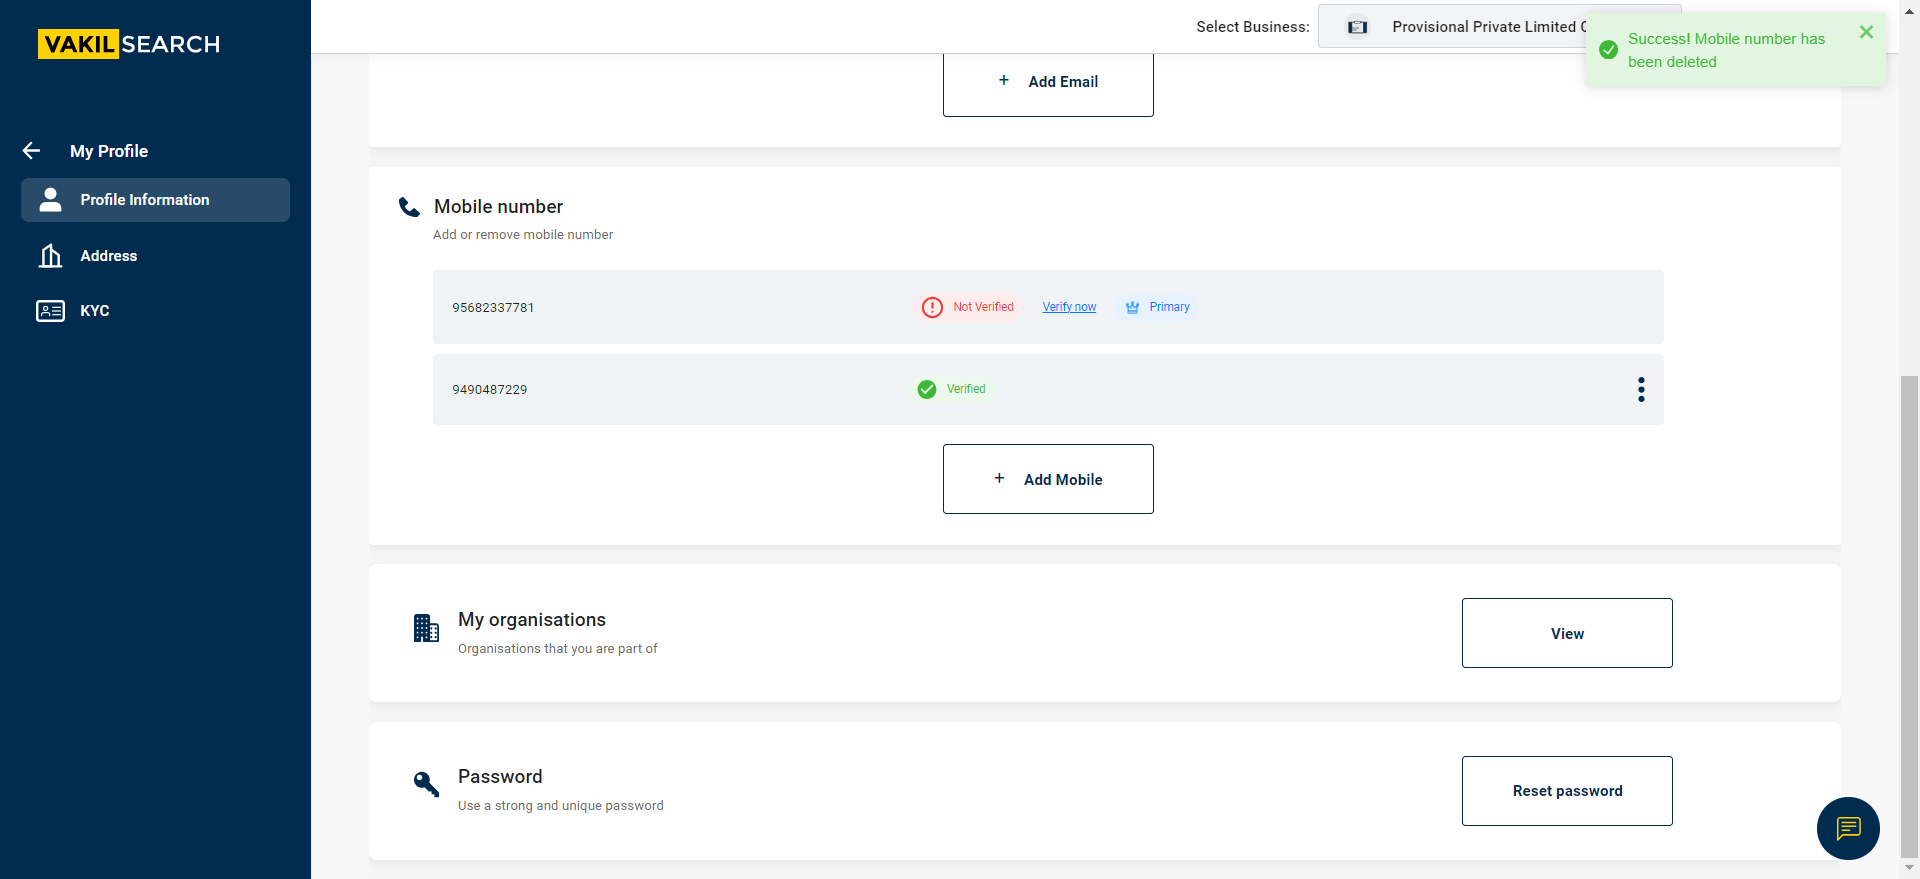 VAKILSEARCH
Select Business:
Provisional Private Limited
Success! Mobile number has
been deleted
My Profile
Profile Information
Address
KYC
+ Add Email
Mobile number
Add or remove mobile number
95682337781
Not Verified
Verify now
Primary
9490487229
Verified
+ Add Mobile
My organisations
Organisations that you are part of
View
Password
Use a strong and unique password
Reset password